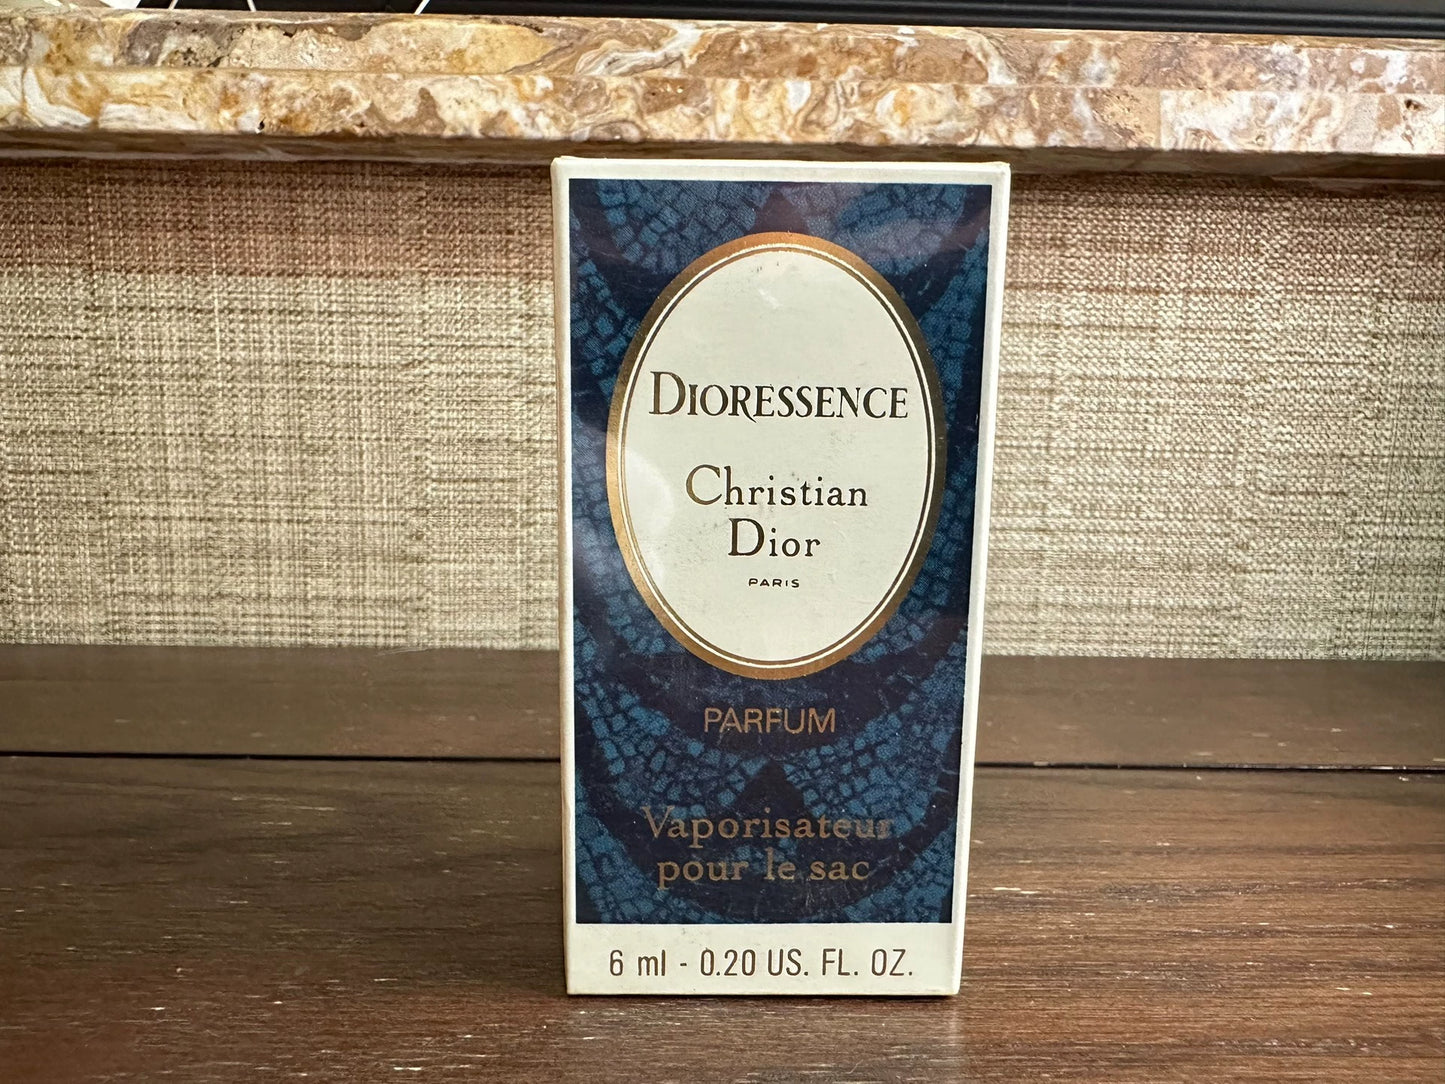 DIORESSENCE
Christian
Dior
PARIS
PARFUM
Vaporisateur
pour le sac
6 ml - 0.20 US. FL. OZ.